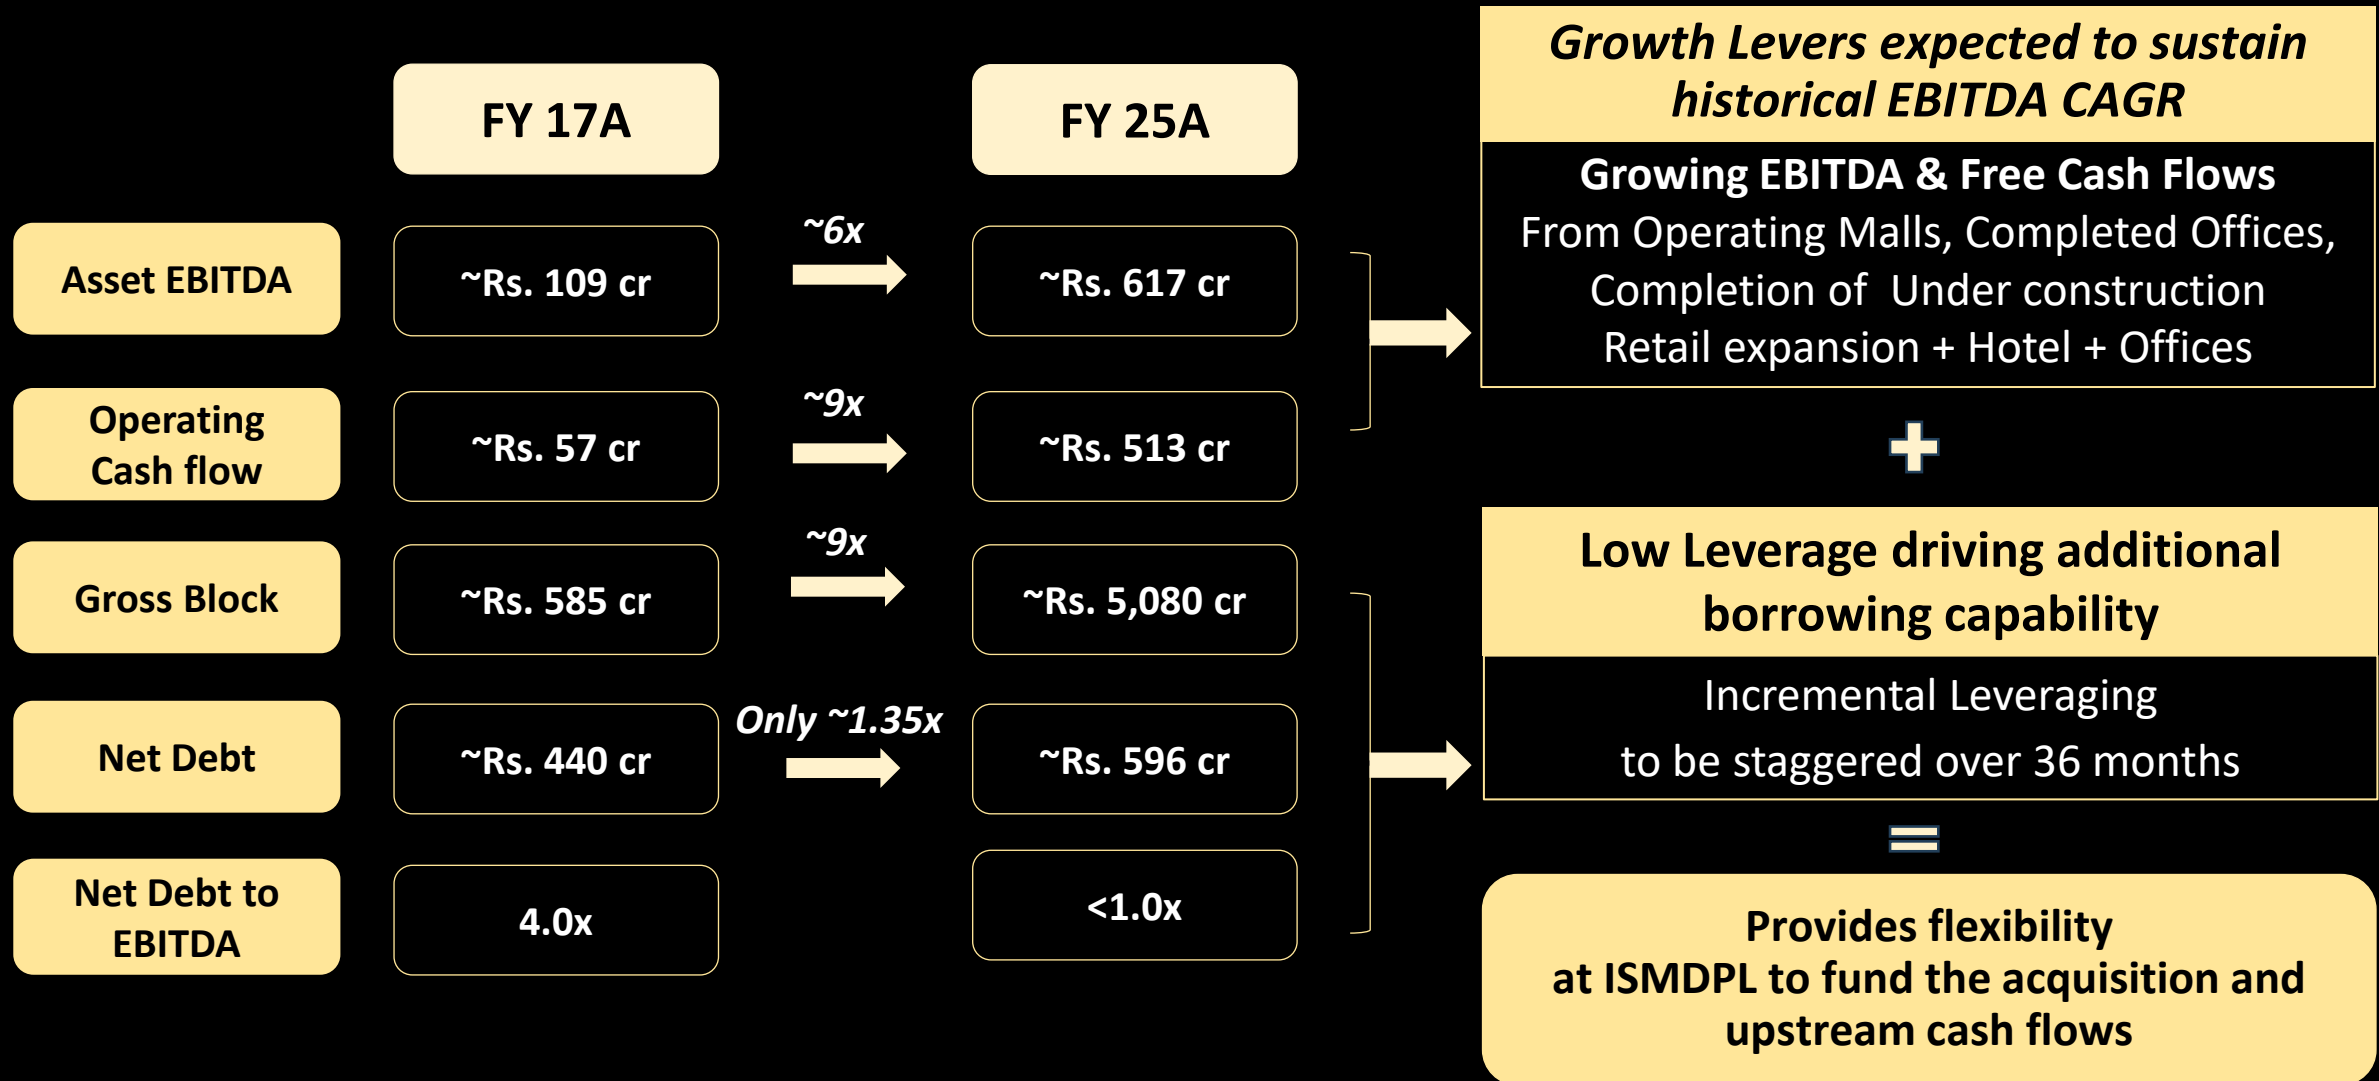 FY 17A
FY 25A
Asset EBITDA
~Rs. 109 cr
~6x
~Rs. 617 cr
Operating
Cash flow
~Rs. 57 cr
~9x
~Rs. 513 cr
Gross Block
~Rs. 585 cr
~9x
~Rs. 5,080 cr
Net Debt
~Rs. 440 cr
Only ~1.35x
~Rs. 596 cr
Net Debt to
EBITDA
4.0x
<1.0x
Growth Levers expected to sustain
historical EBITDA CAGR
Growing EBITDA & Free Cash Flows
From Operating Malls, Completed Offices,
Completion of  Under construction
Retail expansion + Hotel + Offices
+
Low Leverage driving additional
borrowing capability
Incremental Leveraging
to be staggered over 36 months
=
Provides flexibility
at ISMDPL to fund the acquisition and
upstream cash flows